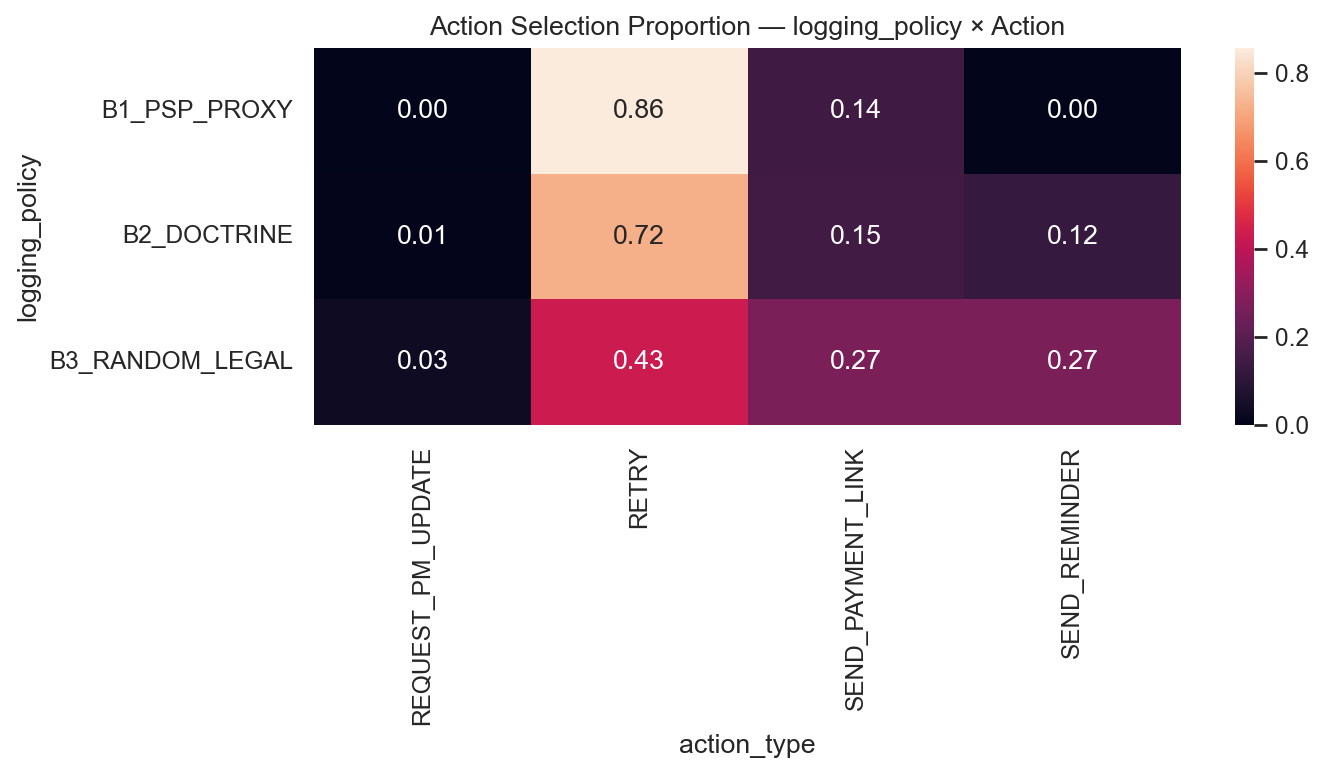 Action Selection Proportion — logging_policy × Action
logging_policy
B1_PSP_PROXY 0.00 0.86 0.14 0.00
B2_DOCTRINE 0.01 0.72 0.15 0.12
B3_RANDOM_LEGAL 0.03 0.43 0.27 0.27
REQUEST_PM_UPDATE
RETRY
SEND_PAYMENT_LINK
SEND_REMINDER
action_type
0.8
0.6
0.4
0.2
0.0